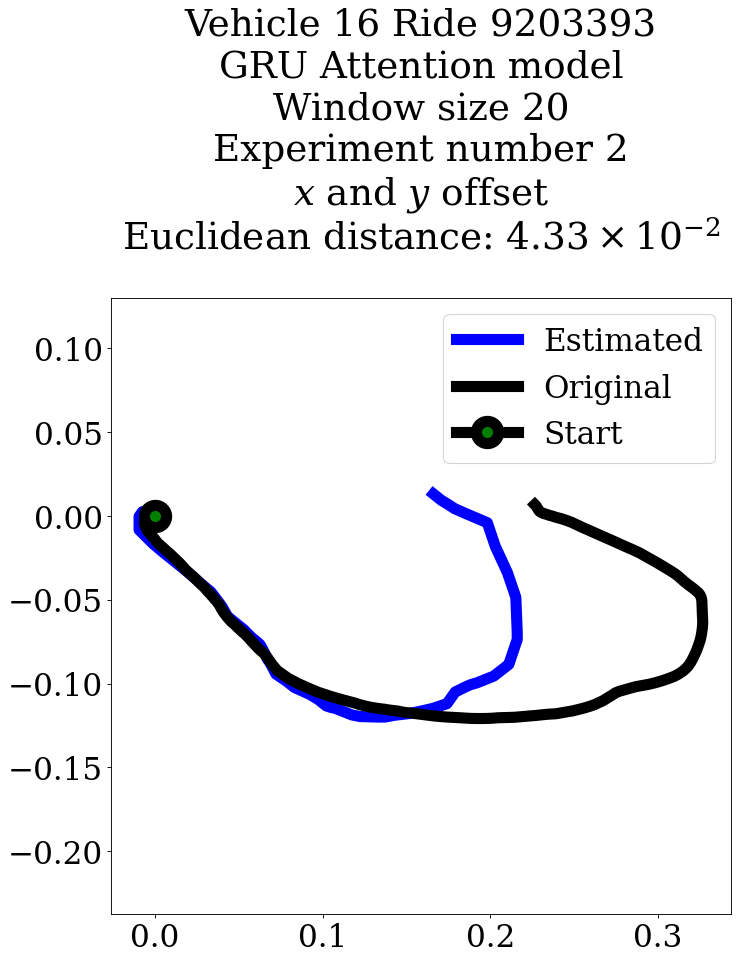 Vehicle 16 Ride 9203393
GRU Attention model
Window size 20
Experiment number 2
x and y offset
Euclidean distance: 4.33 × 10⁻²
Estimated
Original
Start
0.10
0.05
0.00
−0.05
−0.10
−0.15
−0.20
0.0 0.1 0.2 0.3